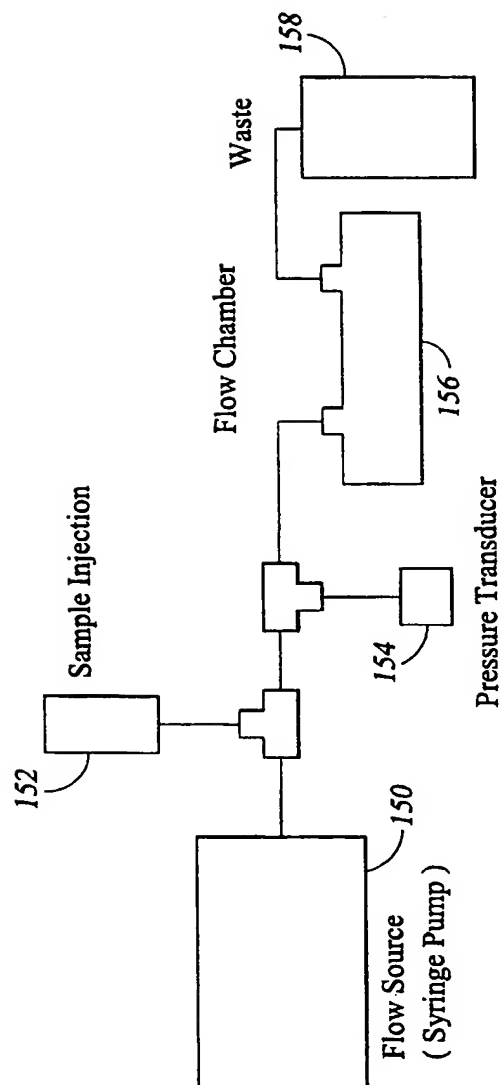 Sample Injection
152
Flow Source
( Syringe Pump )
150
Pressure Transducer
154
Flow Chamber
156
Waste
158